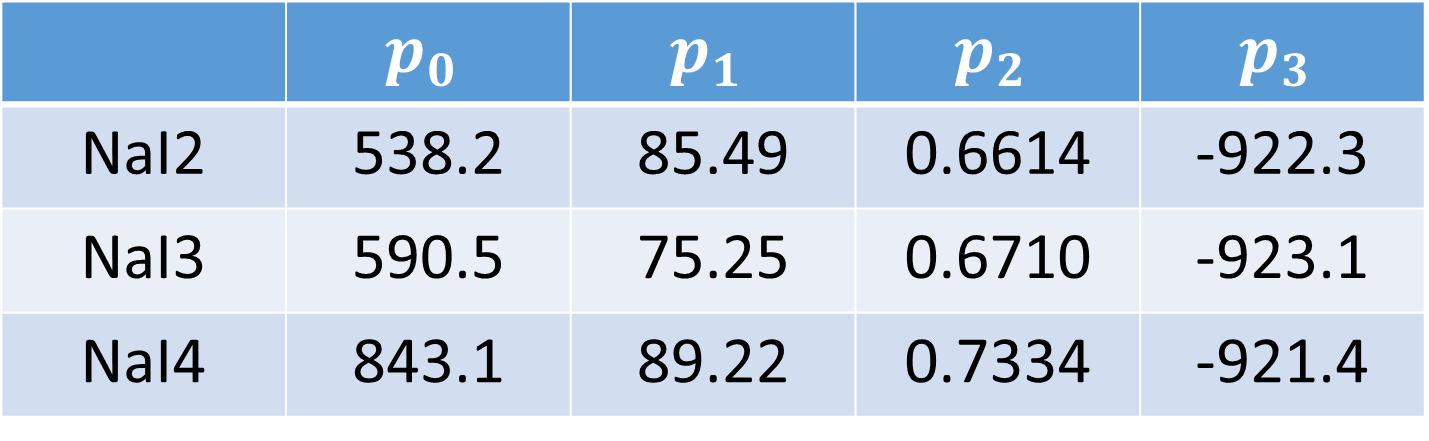 p₀ p₁ p₂ p₃
NaI2 538.2 85.49 0.6614 -922.3
NaI3 590.5 75.25 0.6710 -923.1
NaI4 843.1 89.22 0.7334 -921.4